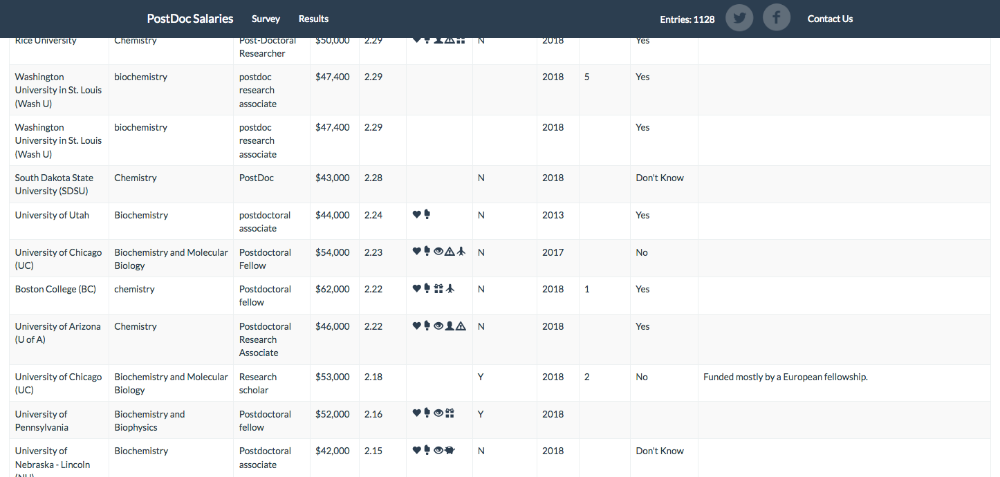 PostDoc Salaries Survey Results Entries: 1128 Contact Us
Rice University Chemistry Post-Doctoral $50,000 2.29 N 2018 Yes
Researcher
Washington biochemistry postdoc $47,400 2.29 2018 5 Yes
University in St. Louis research
(Wash U) associate
Washington biochemistry postdoc $47,400 2.29 2018 Yes
University in St. Louis research
(Wash U) associate
South Dakota State Chemistry PostDoc $43,000 2.28 N 2018 Don't Know
University (SDSU)
University of Utah Biochemistry postdoctoral $44,000 2.24 N 2013 Yes
associate
University of Chicago Biochemistry and Molecular Postdoctoral $54,000 2.23 N 2017 No
(UC) Biology Fellow
Boston College (BC) chemistry Postdoctoral $62,000 2.22 N 2018 1 Yes
fellow
University of Arizona Chemistry Postdoctoral $46,000 2.22 N 2018 Yes
(U of A) Research
Associate
University of Chicago Biochemistry and Molecular Research $53,000 2.18 Y 2018 2 No Funded mostly by a European fellowship.
(UC) Biology scholar
University of Biochemistry and Postdoctoral $52,000 2.16 Y 2018
Pennsylvania Biophysics fellow
University of Biochemistry Postdoctoral $42,000 2.15 N 2018 Don't Know
Nebraska - Lincoln associate
(NU)